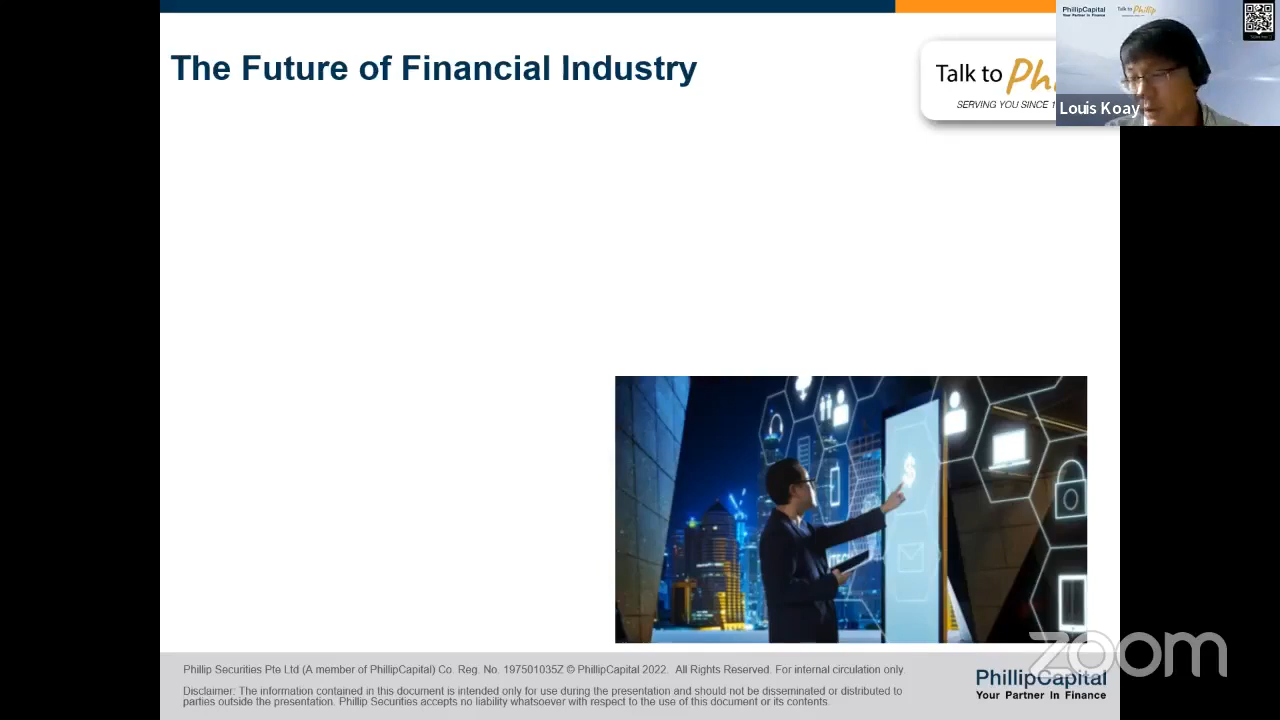 The Future of Financial Industry
Talk to
SERVING YOU SINCE
PhillipCapital
Your Partner In Finance
Talk to Phillip
Louis Koay
Phillip Securities Pte Ltd (A member of PhillipCapital) Co. Reg. No. 197501035Z © PhillipCapital 2022. All Rights Reserved. For internal circulation only.
Disclaimer: The information contained in this document is intended only for use during the presentation and should not be disseminated or distributed to
parties outside the presentation. Phillip Securities accepts no liability whatsoever with respect to the use of this document or its contents.
PhillipCapital
Your Partner In Finance
zoom